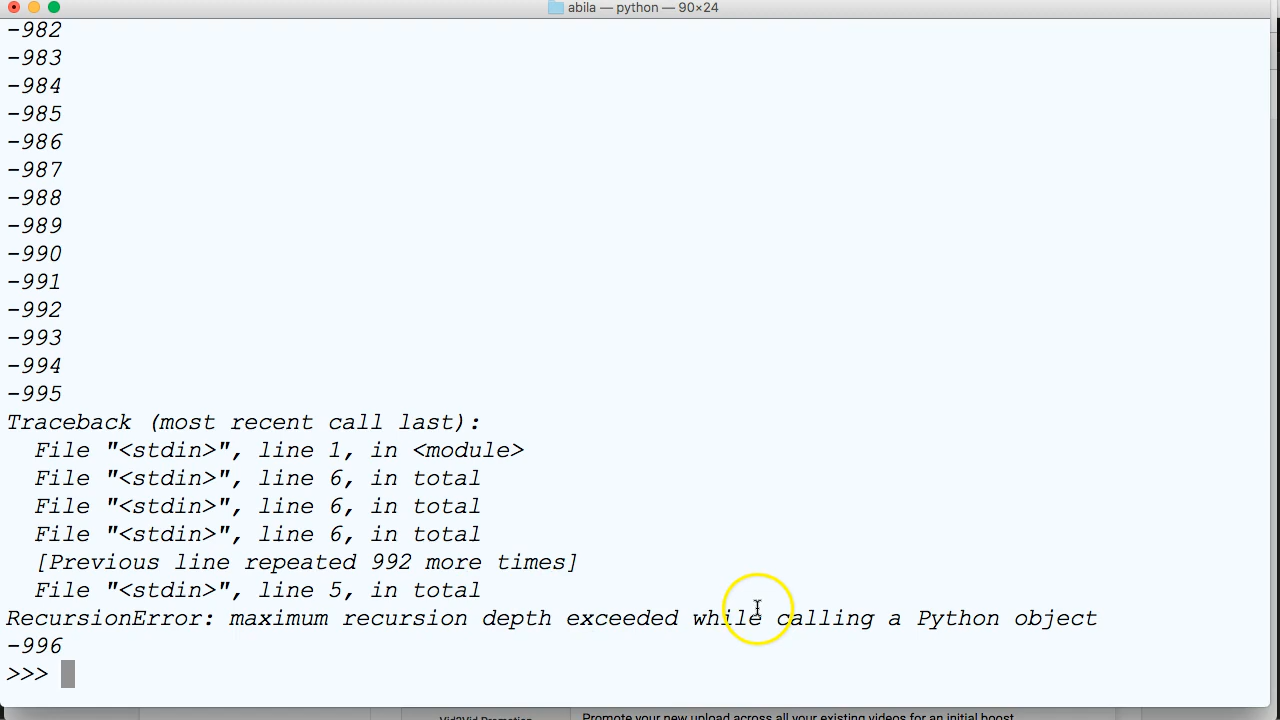 abila — python — 90×24
-982
-983
-984
-985
-986
-987
-988
-989
-990
-991
-992
-993
-994
-995
Traceback (most recent call last):
  File "<stdin>", line 1, in <module>
  File "<stdin>", line 6, in total
  File "<stdin>", line 6, in total
  File "<stdin>", line 6, in total
  [Previous line repeated 992 more times]
  File "<stdin>", line 5, in total
RecursionError: maximum recursion depth exceeded while calling a Python object
-996
>>>
Vid2Vid Promotion
Promote your new upload across all your existing videos for an initial boost